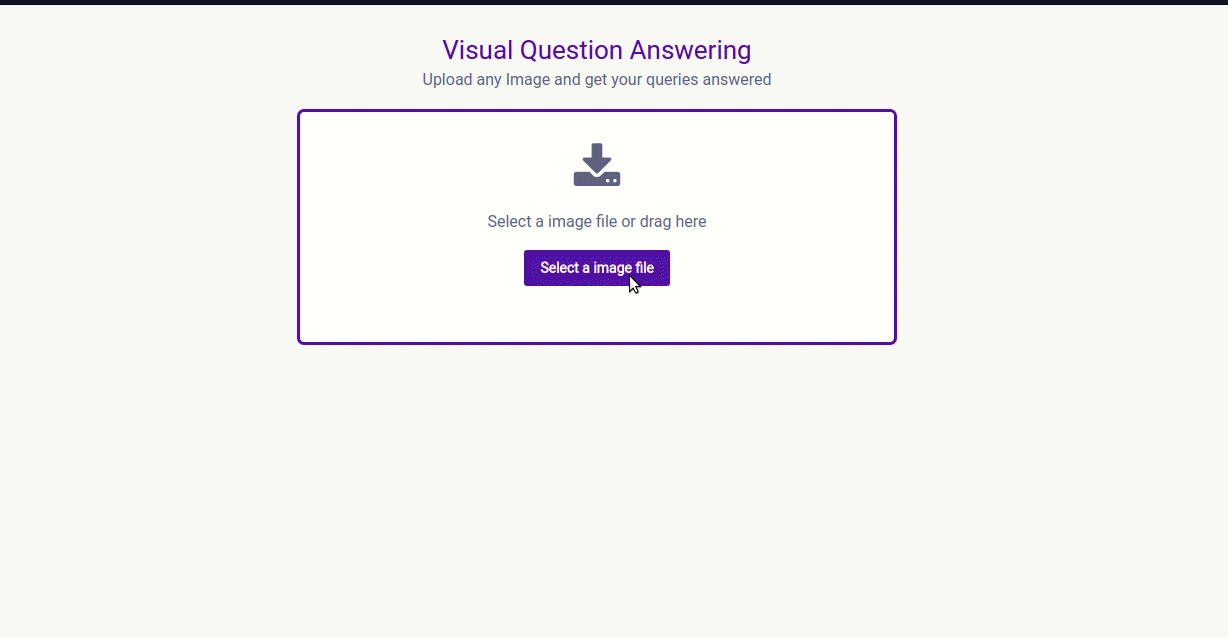 Visual Question Answering
Upload any Image and get your queries answered
Select a image file or drag here
Select a image file